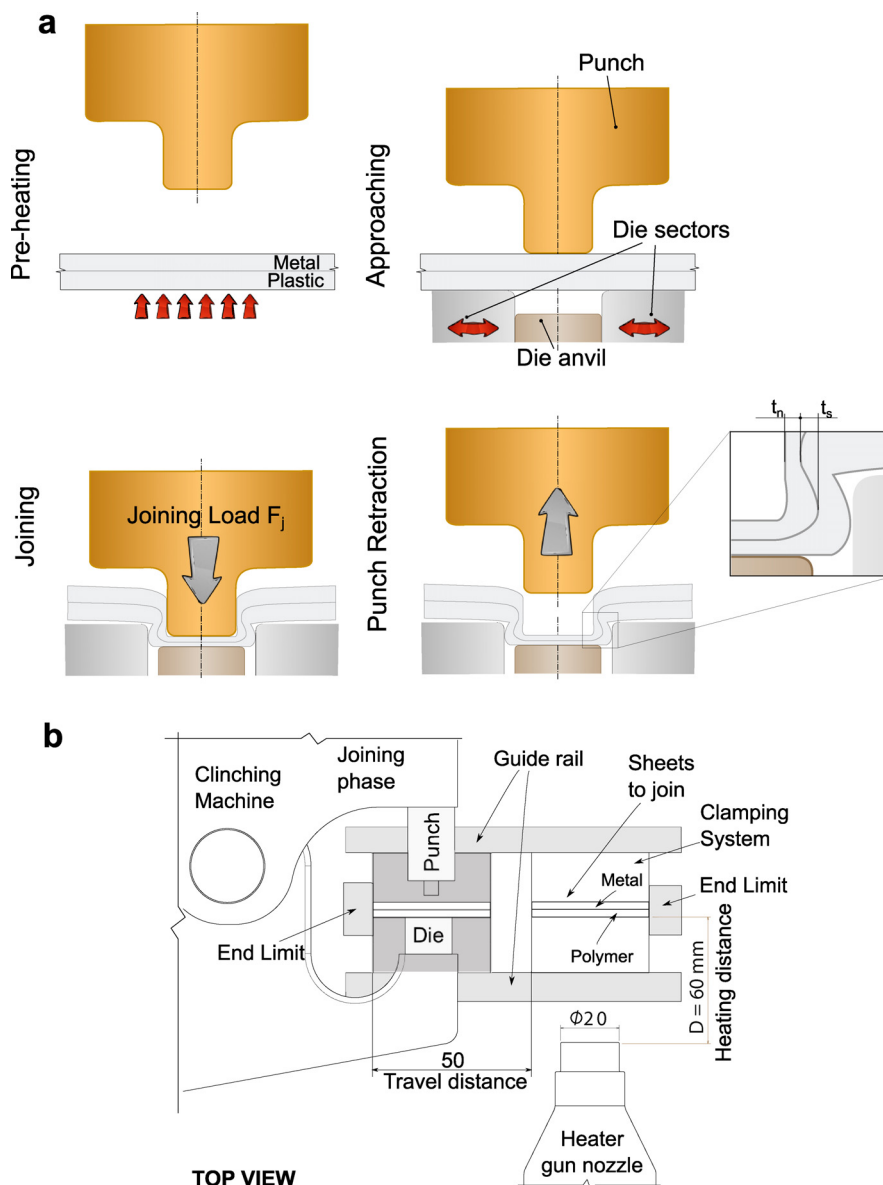 a
Pre-heating
Metal
Plastic
Approaching
Punch
Die sectors
Die anvil
Joining
Joining Load Fj
Punch Retraction
tn
ts
b
Clinching
Machine
Joining
phase
Guide rail
Sheets
to join
Clamping
System
Punch
Metal
End Limit
End Limit
Die
Polymer
D = 60 mm
Heating distance
Φ20
50
Travel distance
Heater
gun nozzle
TOP VIEW